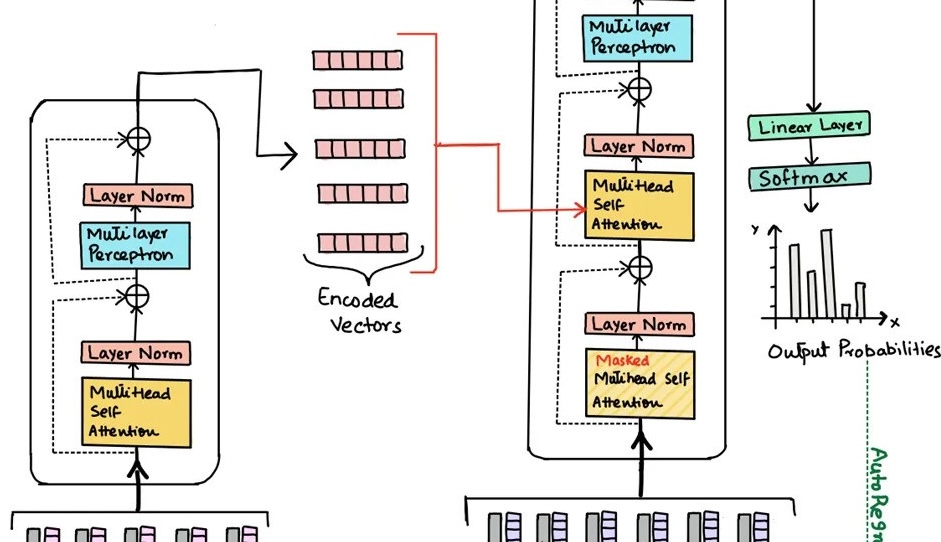 Layer Norm
Multilayer
Perceptron
Layer Norm
MultiHead
Self
Attention
Encoded
Vectors
Multilayer
Perceptron
Layer Norm
MultiHead
Self
Attention
Layer Norm
Masked
Multihead Self
Attention
Linear Layer
Softmax
Y
X
Output Probabilities